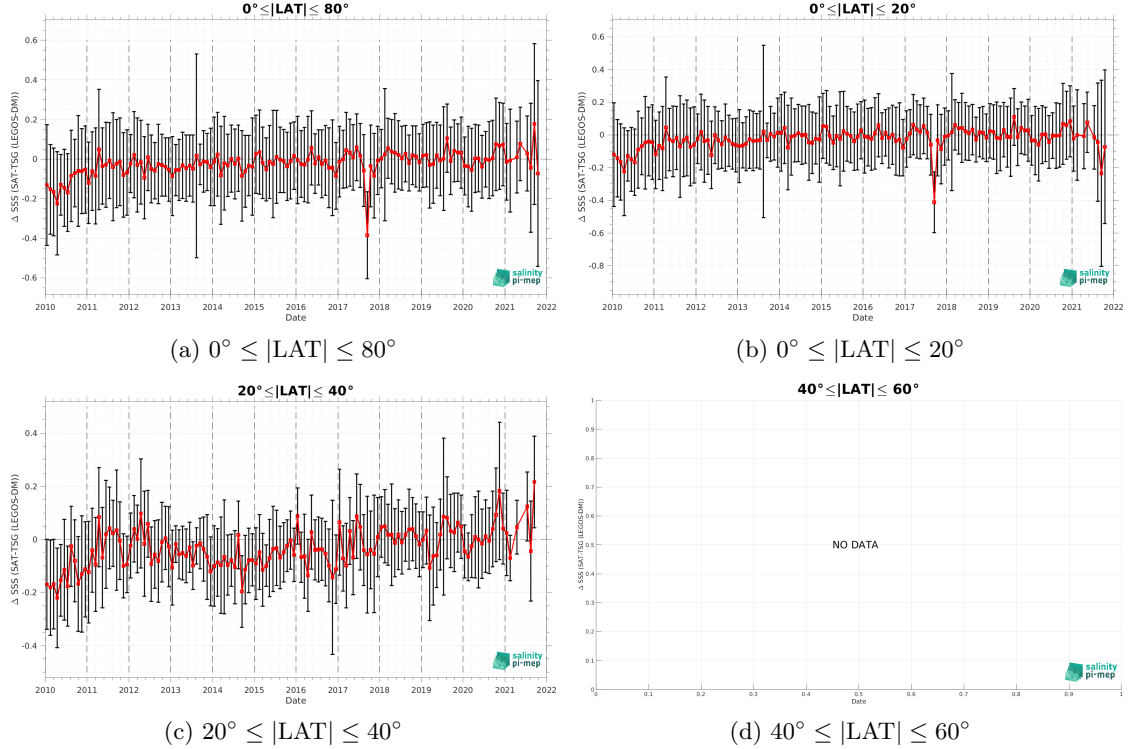 0°≤|LAT|≤ 80°
Δ SSS (SAT-TSG (LEGOS-DM))
0.6
0.4
0.2
0
-0.2
-0.4
-0.6
2010 2011 2012 2013 2014 2015 2016 2017 2018 2019 2020 2021 2022
Date
salinity
pi-mep
(a) 0° ≤ |LAT| ≤ 80°
0°≤|LAT|≤ 20°
Δ SSS (SAT-TSG (LEGOS-DM))
0.6
0.4
0.2
0
-0.2
-0.4
-0.6
-0.8
2010 2011 2012 2013 2014 2015 2016 2017 2018 2019 2020 2021 2022
Date
salinity
pi-mep
(b) 0° ≤ |LAT| ≤ 20°
20°≤|LAT|≤ 40°
Δ SSS (SAT-TSG (LEGOS-DM))
0.4
0.2
0
-0.2
-0.4
2010 2011 2012 2013 2014 2015 2016 2017 2018 2019 2020 2021 2022
Date
salinity
pi-mep
(c) 20° ≤ |LAT| ≤ 40°
40°≤|LAT|≤ 60°
Δ SSS (SAT-TSG (LEGOS-DM))
1
0.9
0.8
0.7
0.6
0.5
0.4
0.3
0.2
0.1
0
NO DATA
0 0.1 0.2 0.3 0.4 0.5 0.6 0.7 0.8 0.9 1
Date
salinity
pi-mep
(d) 40° ≤ |LAT| ≤ 60°